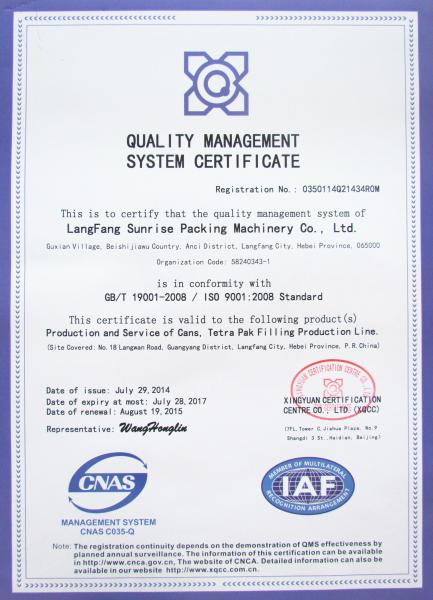 Q
QUALITY MANAGEMENT
SYSTEM CERTIFICATE
Registration No.: 0350114Q21434R0M
This is to certify that the quality management system of
LangFang Sunrise Packing Machinery Co., Ltd.
Guxian Village, Beishijiawu Country, Anci District, Langfang City, Hebei Province, 065000
Organization Code: 58240343-1
is in conformity with
GB/T 19001-2008 / ISO 9001:2008 Standard
This certificate is valid to the following product(s)
Production and Service of Cans, Tetra Pak Filling Production Line.
(Site Covered: No. 18 Langwan Road, Guangyang District, Langfang City, Hebei Province, P.R.China)
Date of issue: July 29, 2014
Date of expiry at most: July 28, 2017
Date of renewal: August 19, 2015
Representative: WangHonglin
XINGYUAN CERTIFICATION CENTRE CO.,
XINGYUAN CERTIFICATION
CENTRE CO., LTD. (XQCC)
(7Fl, Tower C, Jiahua Plaza, No.9
Shangdi 3 St., Haidian, Beijing)
CNAS
MANAGEMENT SYSTEM
CNAS C035-Q
MEMBER OF MULTILATERAL
IAF
RECOGNITION ARRANGEMENT
Note: The registration continuity depends on the demonstration of QMS effectiveness by
planned annual surveillance. The information of this certification can be available
in http://www.cnca.gov.cn, The website of CNCA. Detailed information can also be
available in our website http://www.xqcc.com.cn.